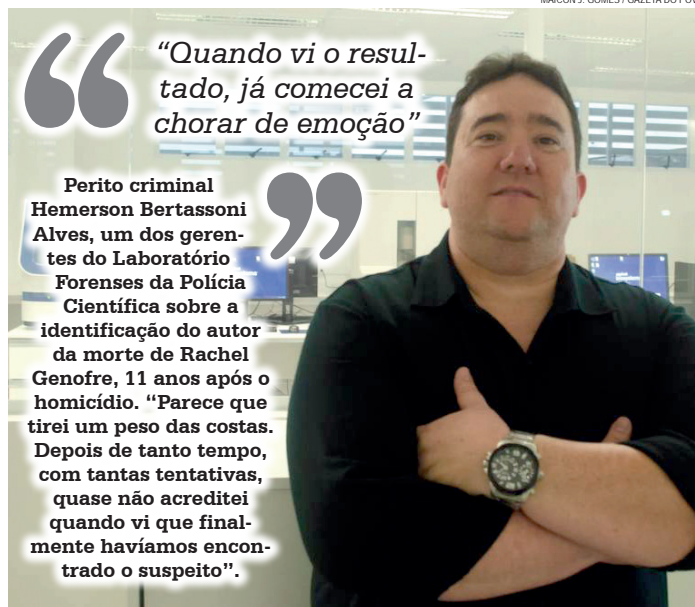 MAICON J. GOMES / GAZETA DO POV
“Quando vi o resul-
tado, já comecei a
chorar de emoção”
Perito criminal
Hemerson Bertassoni
Alves, um dos geren-
tes do Laboratório
Forenses da Polícia
Científica sobre a
identificação do autor
da morte de Rachel
Genofre, 11 anos após o
homicídio. “Parece que
tirei um peso das costas.
Depois de tanto tempo,
com tantas tentativas,
quase não acreditei
quando vi que final-
mente havíamos encon-
trado o suspeito”.